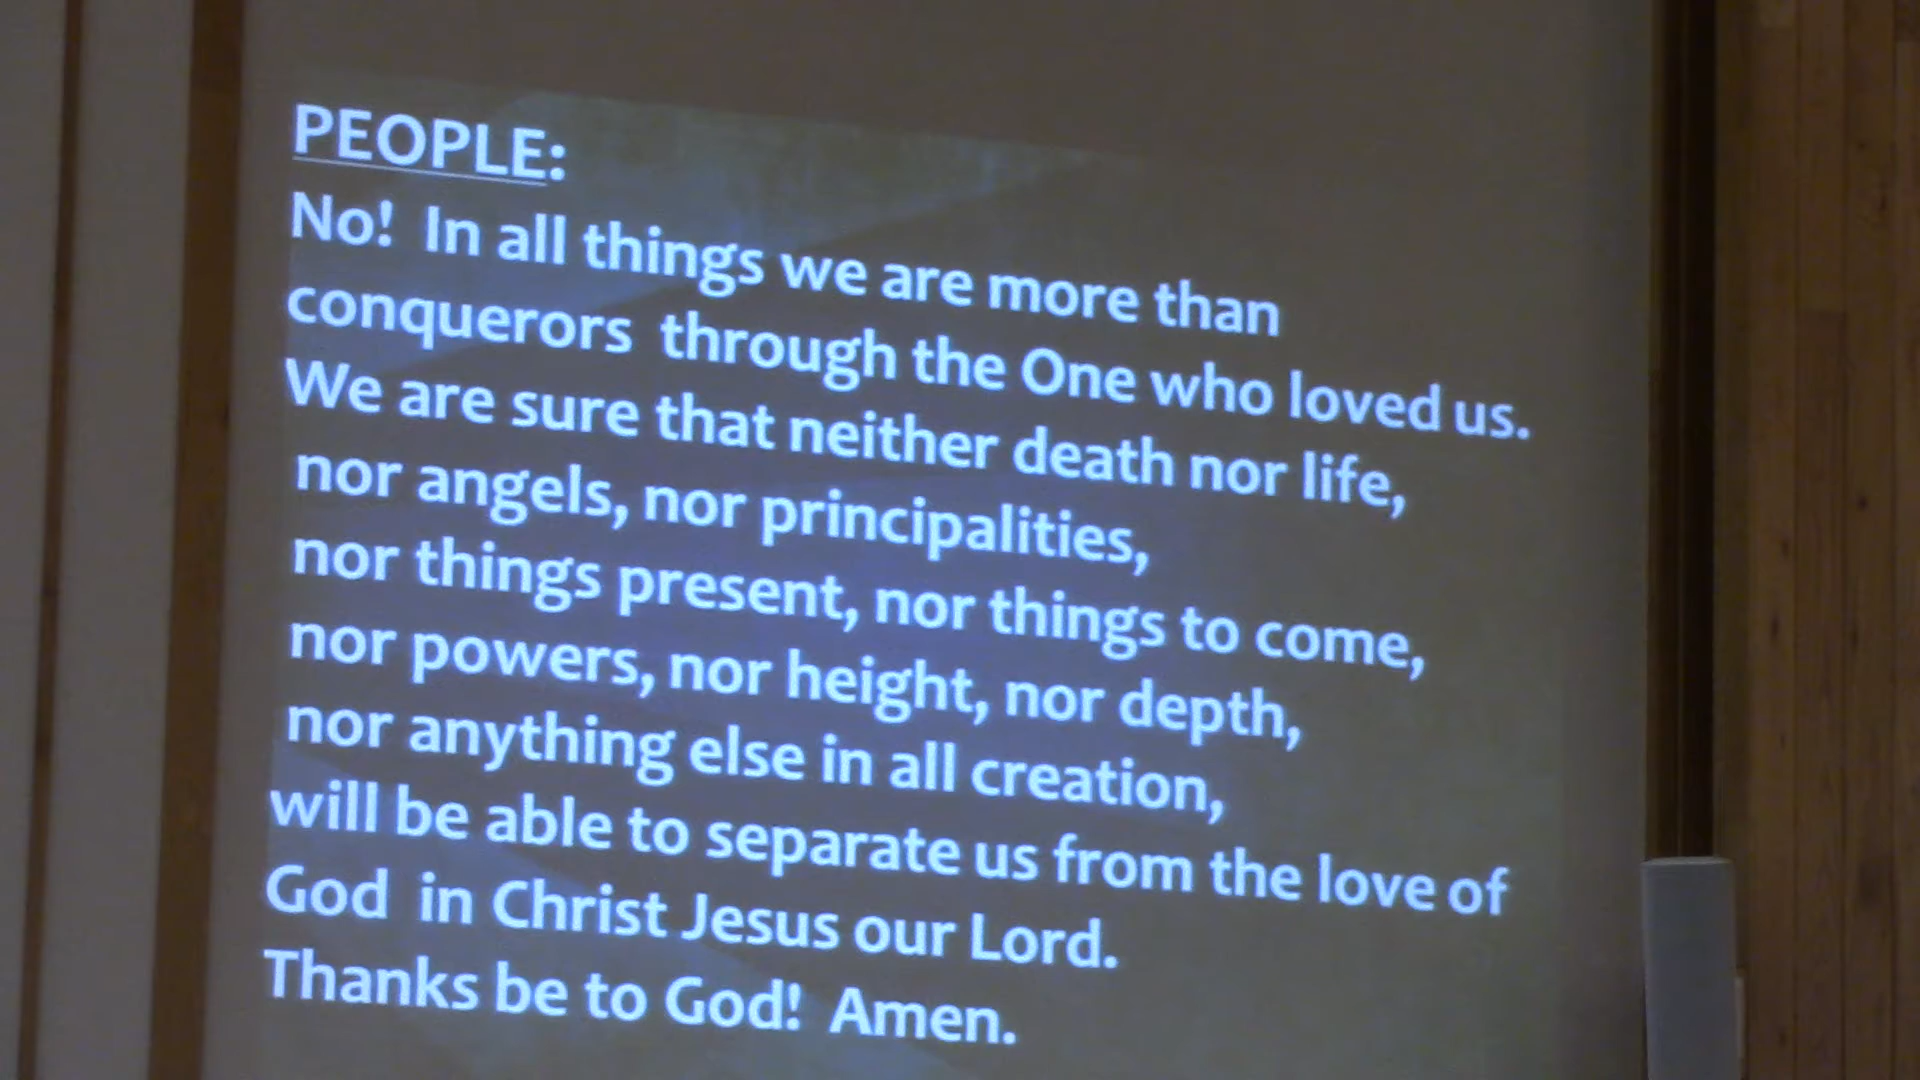 PEOPLE:
No! In all things we are more than
conquerors through the One who loved us.
We are sure that neither death nor life,
nor angels, nor principalities,
nor things present, nor things to come,
nor powers, nor height, nor depth,
nor anything else in all creation,
will be able to separate us from the love of
God in Christ Jesus our Lord.
Thanks be to God! Amen.